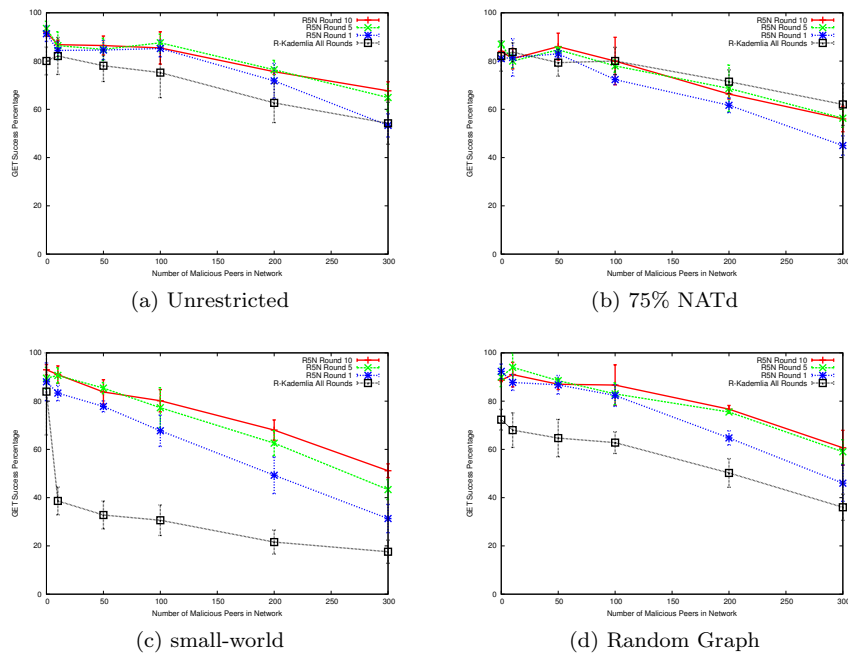 100
80
60
40
20
0
0
50
100
150
200
250
300
GET Success Percentage
Number of Malicious Peers in Network
R5N Round 10
R5N Round 5
R5N Round 1
R-Kademlia All Rounds
(a) Unrestricted
100
80
60
40
20
0
0
50
100
150
200
250
300
GET Success Percentage
Number of Malicious Peers in Network
R5N Round 10
R5N Round 5
R5N Round 1
R-Kademlia All Rounds
(b) 75% NATd
100
80
60
40
20
0
0
50
100
150
200
250
300
GET Success Percentage
Number of Malicious Peers in Network
R5N Round 10
R5N Round 5
R5N Round 1
R-Kademlia All Rounds
(c) small-world
100
80
60
40
20
0
0
50
100
150
200
250
300
GET Success Percentage
Number of Malicious Peers in Network
R5N Round 10
R5N Round 5
R5N Round 1
R-Kademlia All Rounds
(d) Random Graph